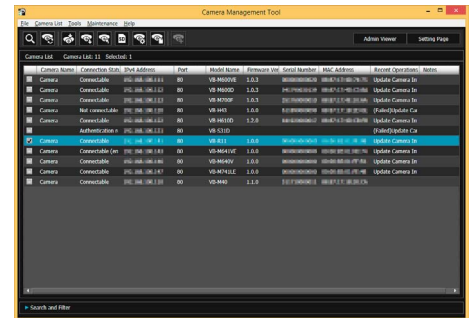 Camera Management Tool
File Camera List Tools Maintenance Help
Admin Viewer Setting Page
Camera List Camera List: 11 Selected: 1
Camera Name Connection Stat IPv4 Address Port Model Name Firmware Ver Serial Number MAC Address Recent Operations Notes
Camera Connectable 80 VB-M600VE 1.0.3 Update Camera In
Camera Connectable 80 VB-M600D 1.0.3 Update Camera In
Camera Connectable 80 VB-M700F 1.0.3 Update Camera In
Camera Not connectable 80 VB-H43 1.0.0 (Failed)Update Ca
Camera Connectable 80 Update Camera In
Authentication n 80 VB-S31D (Failed)Update Ca
Camera Connectable 80 VB-R11 1.0.0 Update Camera In
Camera Connectable (en 80 VB-M641VE 1.0.0 Update Camera In
Camera Connectable 80 VB-M640V 1.0.0 Update Camera In
Camera Connectable 80 VB-M741LE 1.0.0 Update Camera In
Camera Connectable 80 VB-M40 1.1.0 Update Camera In
Search and Filter